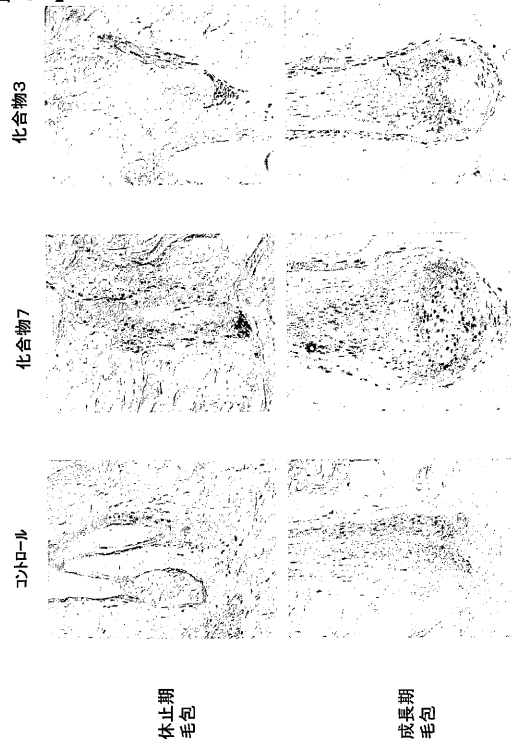 化合物3
化合物7
コントロール
休止期
毛包
成長期
毛包